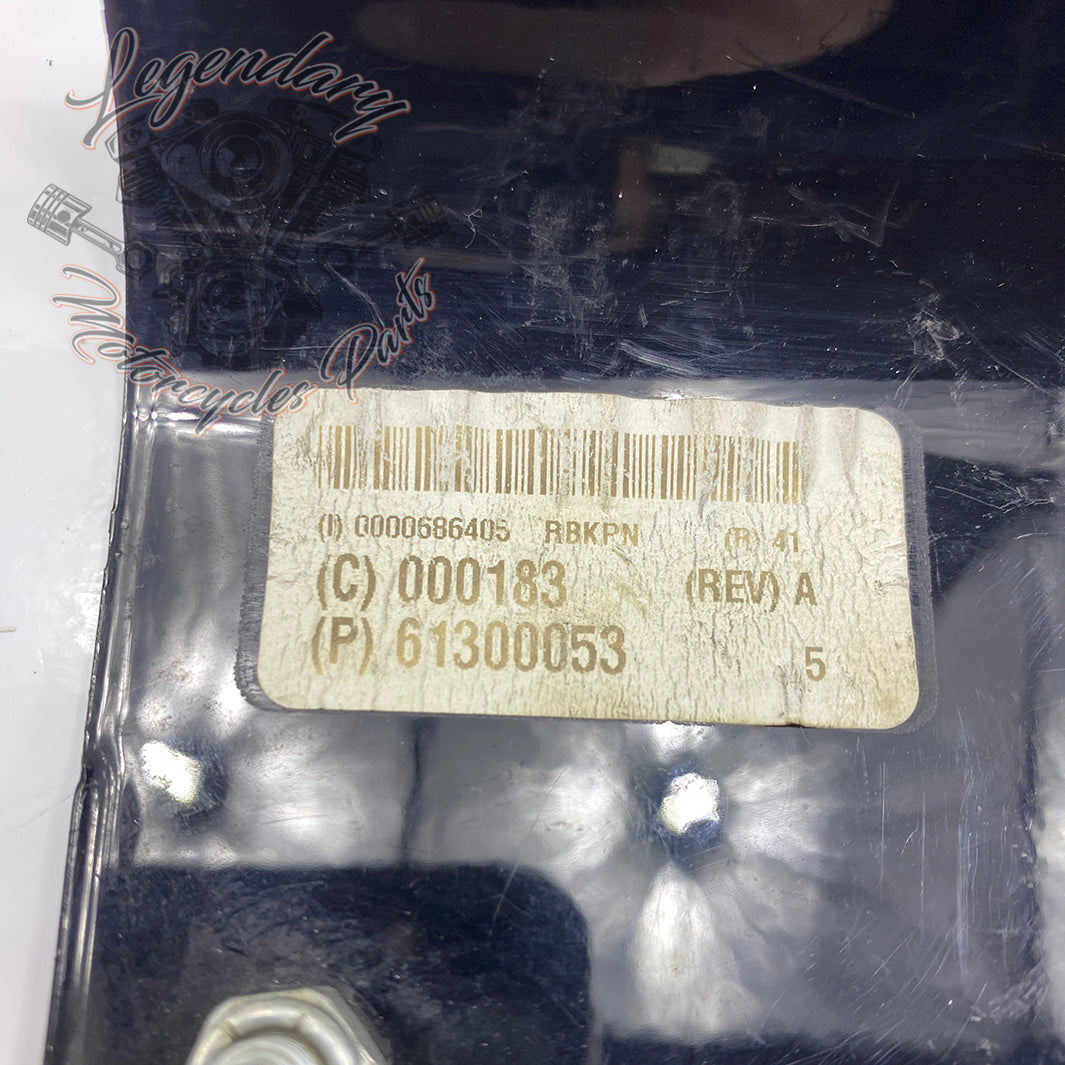 Legendary
Motorcycles Parts
(I) 0000686405 RBKPN (R) 41
(C) 000183 (REV) A
(P) 61300053 5